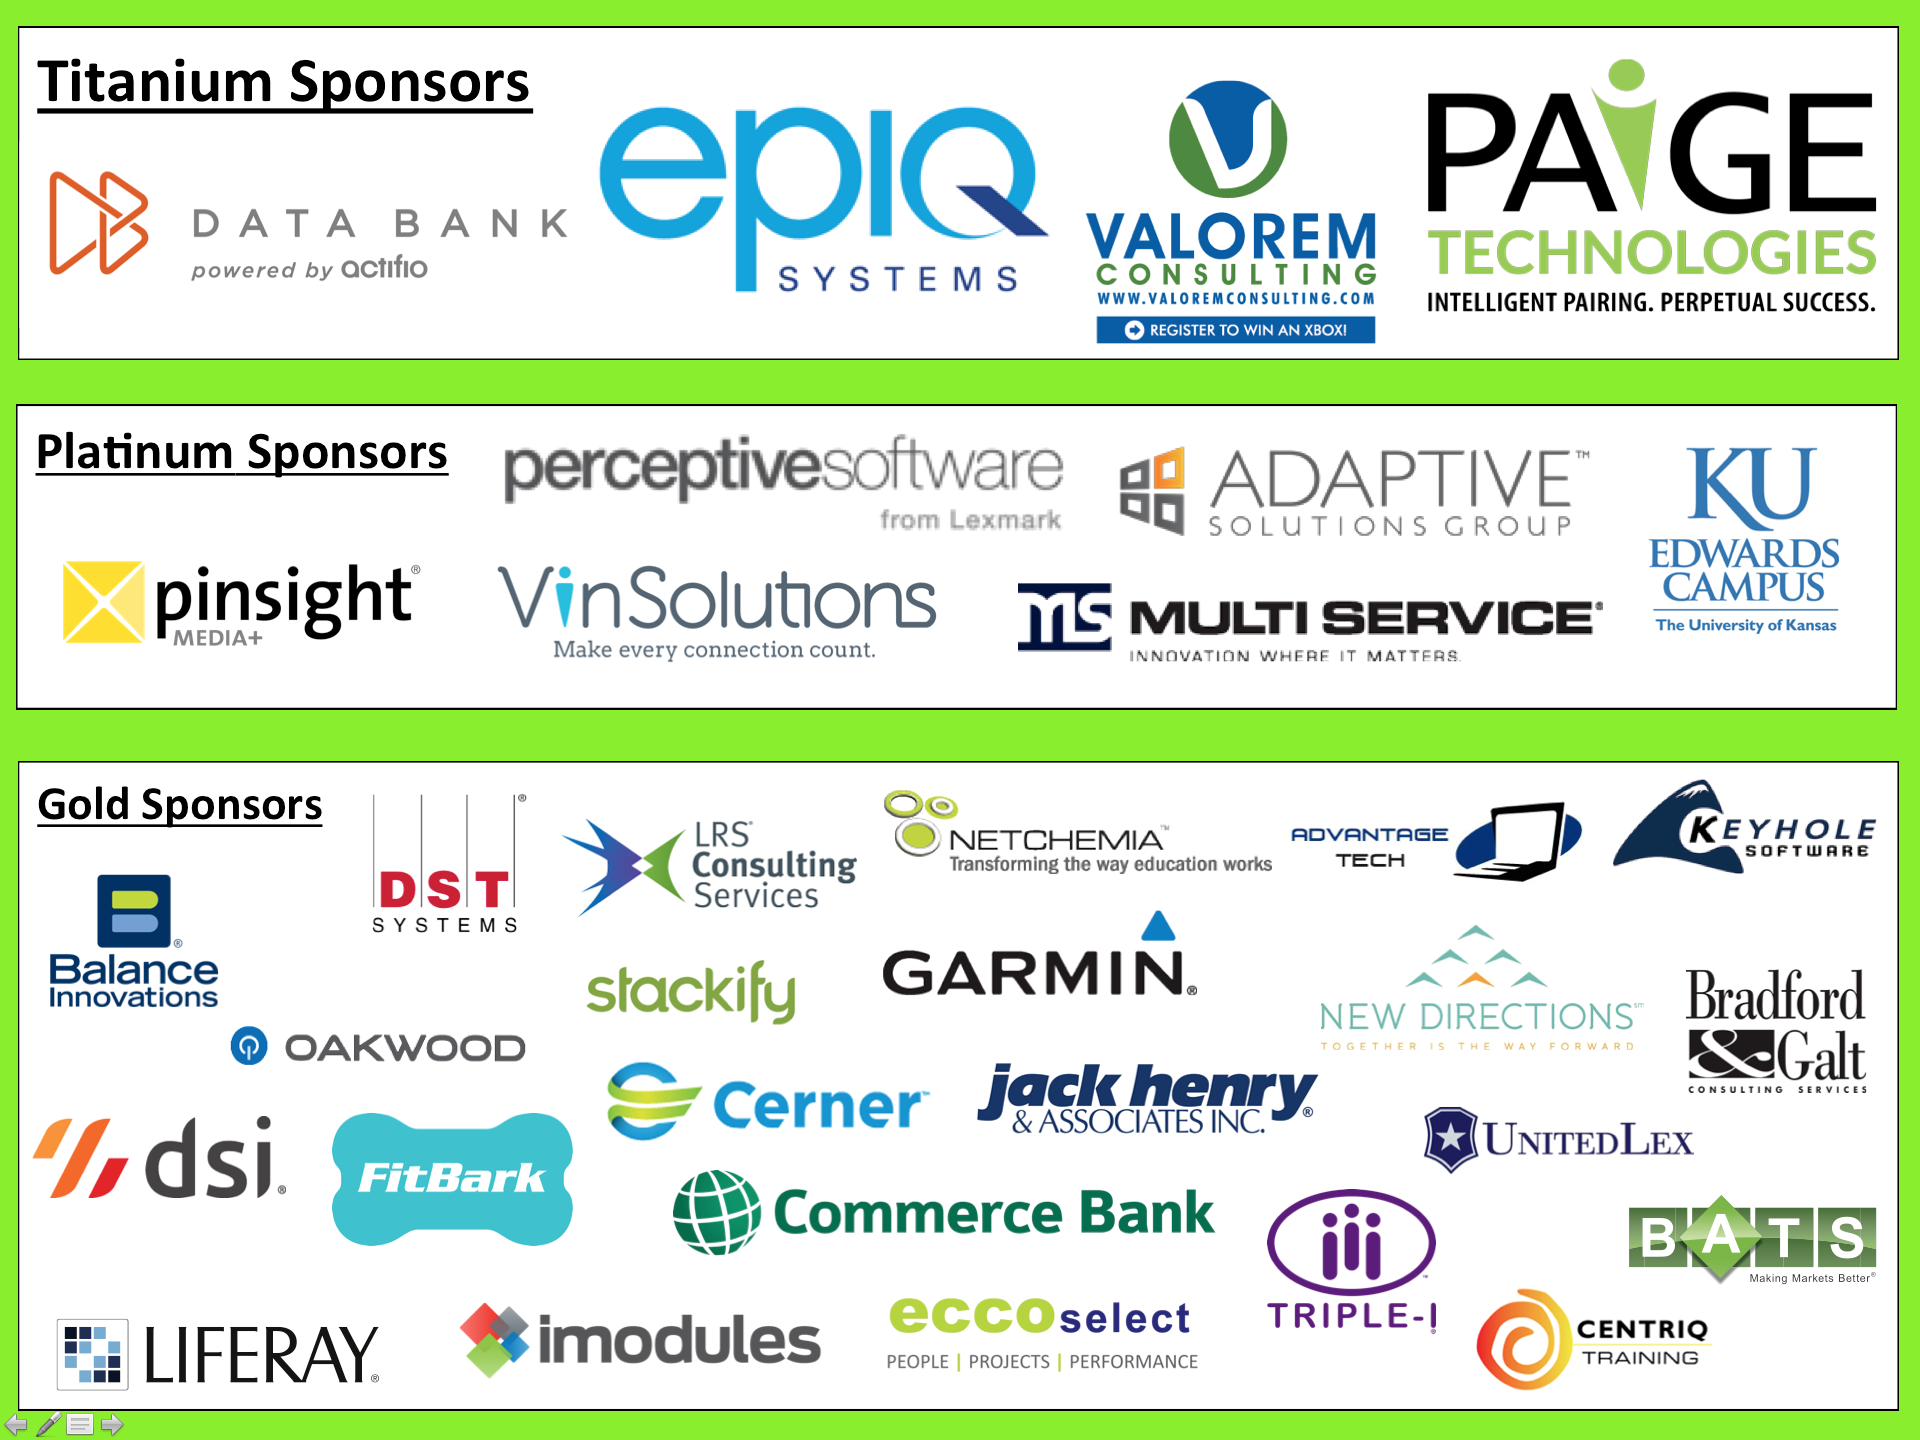 Titanium Sponsors
DATA BANK
powered by actifio
epiq
SYSTEMS
VALOREM
CONSULTING
WWW.VALOREMCONSULTING.COM
REGISTER TO WIN AN XBOX!
PAiGE
TECHNOLOGIES
INTELLIGENT PAIRING. PERPETUAL SUCCESS.
Platinum Sponsors
perceptivesoftware
from Lexmark
ADAPTIVE™
SOLUTIONS GROUP
KU
EDWARDS
CAMPUS
The University of Kansas
pinsight®
MEDIA+
VinSolutions
Make every connection count.
ms MULTI SERVICE®
INNOVATION WHERE IT MATTERS.
Gold Sponsors
DST®
SYSTEMS
LRS®
Consulting
Services
NETCHEMIA™
Transforming the way education works
ADVANTAGE
TECH
KEYHOLE
SOFTWARE
B®
Balance
Innovations
stackify
GARMIN®
NEW DIRECTIONS℠
TOGETHER IS THE WAY FORWARD
Bradford
& Galt
CONSULTING SERVICES
OAKWOOD
Cerner™
jack henry®
& ASSOCIATES INC.
UNITEDLEX
dsi®
FitBark
Commerce Bank
TRIPLE-I
BATS
Making Markets Better®
LIFERAY®
imodules
eccoselect
PEOPLE | PROJECTS | PERFORMANCE
CENTRIQ
TRAINING